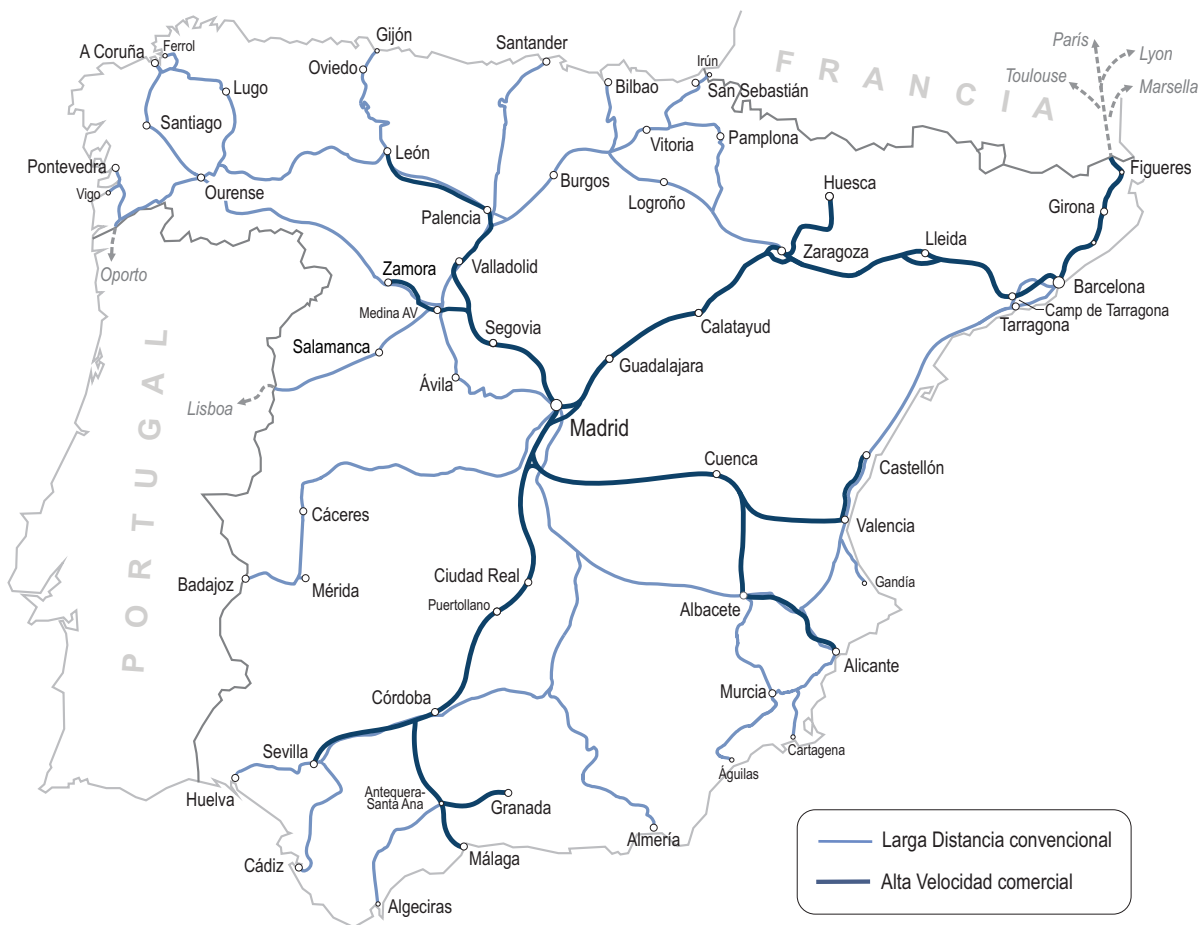 Gijón
Santander
Ferrol
A Coruña
Oviedo
Bilbao
Irún
San Sebastián
FRANCIA
París
Lyon
Toulouse
Marsella
Lugo
Santiago
Vitoria
Pamplona
León
Pontevedra
Vigo
Ourense
Burgos
Logroño
Huesca
Figueres
Girona
Palencia
Oporto
Zamora
Valladolid
Zaragoza
Lleida
Barcelona
Medina AV
Segovia
Calatayud
Camp de Tarragona
Tarragona
Salamanca
Guadalajara
Ávila
Lisboa
Madrid
PORTUGAL
Cuenca
Castellón
Cáceres
Valencia
Badajoz
Mérida
Ciudad Real
Puertollano
Gandía
Albacete
Alicante
Murcia
Córdoba
Cartagena
Sevilla
Águilas
Huelva
Antequera-
Santa Ana
Granada
Almería
Cádiz
Málaga
Algeciras
Larga Distancia convencional
Alta Velocidad comercial